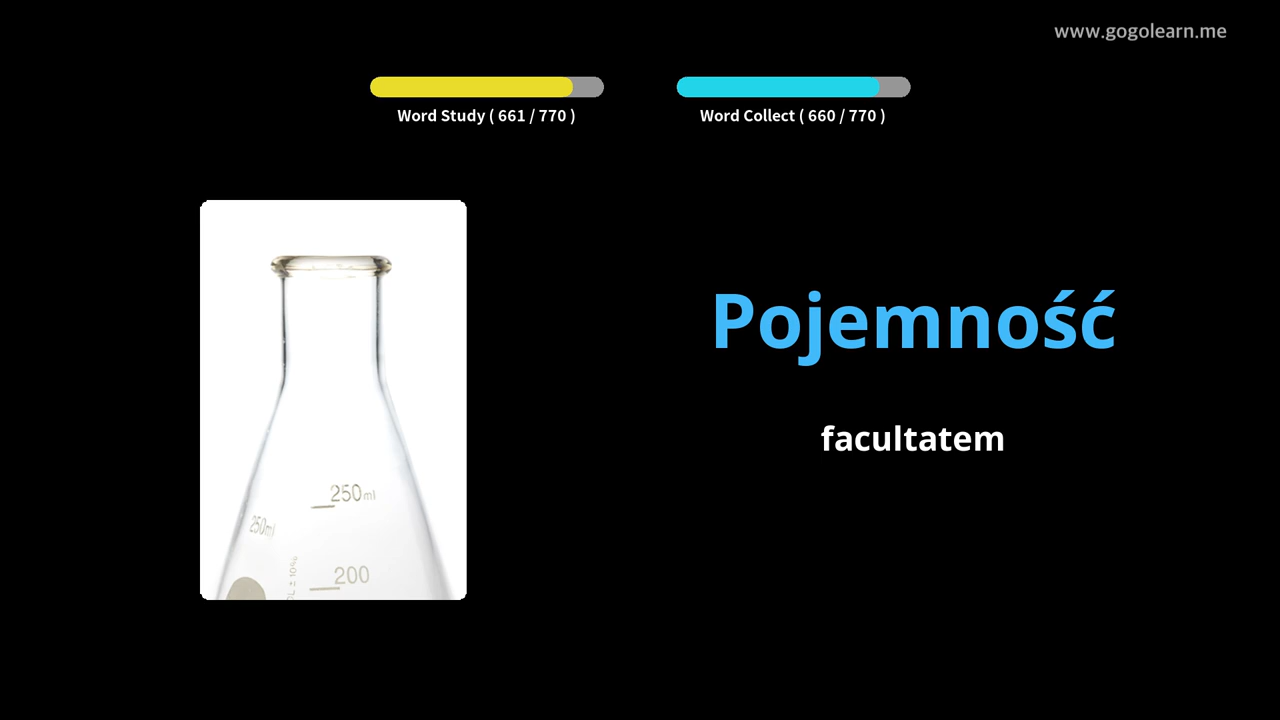 www.gogolearn.me
Word Study ( 661 / 770 )
Word Collect ( 660 / 770 )
Pojemność
facultatem
250ml
250ml
200